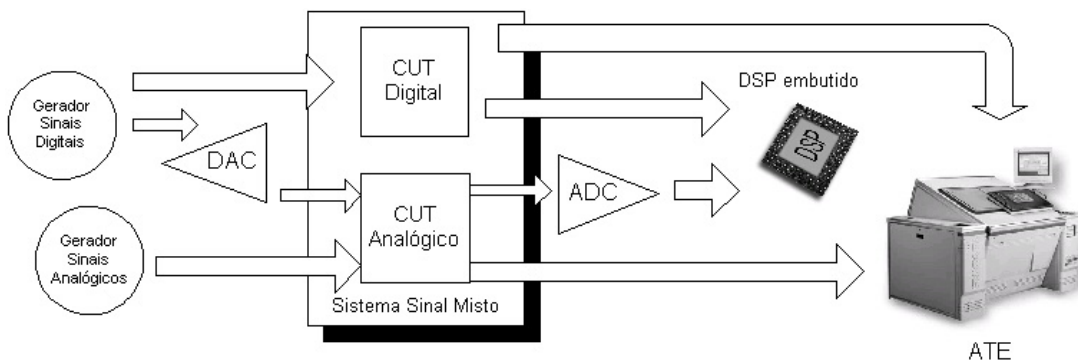 Gerador
Sinais
Digitais
DAC
Gerador
Sinais
Analógicos
CUT
Digital
CUT
Analógico
Sistema Sinal Misto
ADC
DSP embutido
DSP
ATE